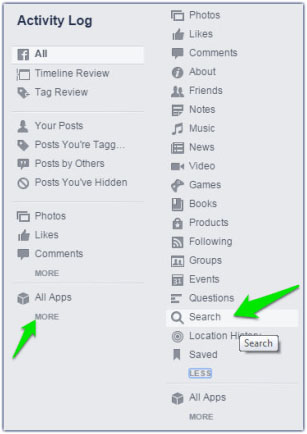 Activity Log
All
Timeline Review
Tag Review
Your Posts
Posts You're Tagg...
Posts by Others
Posts You've Hidden
Photos
Likes
Comments
MORE
All Apps
MORE
Photos
Likes
Comments
About
Friends
Notes
Music
News
Video
Games
Books
Products
Following
Groups
Events
Questions
Search
Location History
Search
Saved
LESS
All Apps
MORE